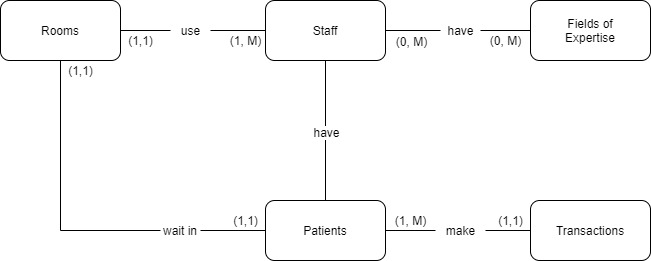 Rooms
(1,1)
use
(1, M)
Staff
(0, M)
have
(0, M)
Fields of
Expertise
(1,1)
have
wait in
(1,1)
Patients
(1, M)
make
(1,1)
Transactions